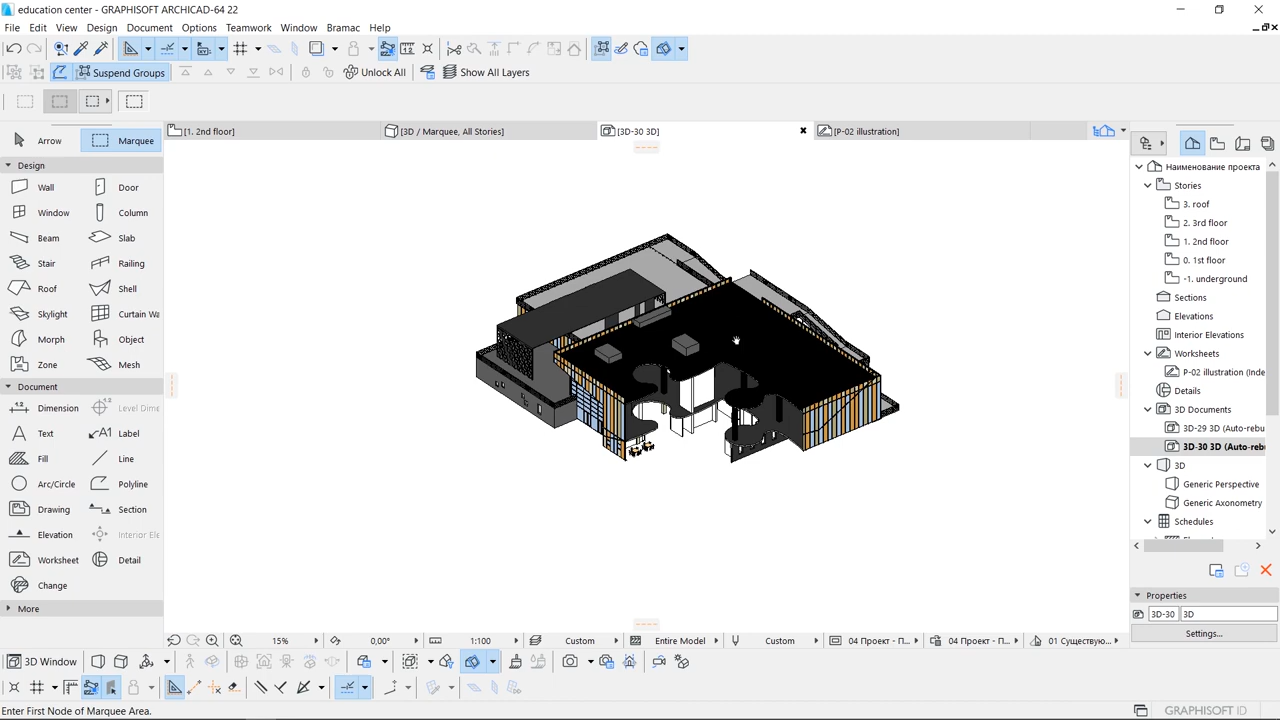 education center - GRAPHISOFT ARCHICAD-64 22
File Edit View Design Document Options Teamwork Window Bramac Help
Suspend Groups
Unlock All
Show All Layers
[1. 2nd floor]
[3D / Marquee, All Stories]
[3D-30 3D]
[P-02 illustration]
Arrow
Marquee
Design
Wall
Door
Window
Column
Beam
Slab
Stair
Railing
Roof
Shell
Skylight
Curtain Wa
Morph
Object
Zone
Mesh
Document
Dimension
Level Dime
Text
Label
Fill
Line
Arc/Circle
Polyline
Drawing
Section
Elevation
Interior Ele
Worksheet
Detail
Change
More
Наименование проекта
Stories
3. roof
2. 3rd floor
1. 2nd floor
0. 1st floor
-1. underground
Sections
Elevations
Interior Elevations
Worksheets
P-02 illustration (Inde
Details
3D Documents
3D-29 3D (Auto-rebu
3D-30 3D (Auto-reb
3D
Generic Perspective
Generic Axonometry
Schedules
Properties
3D-30
3D
Settings...
15%
0,00°
1:100
Custom
Entire Model
Custom
04 Проект - П...
04 Проект - П...
01 Существую...
3D Window
Enter First Node of Marquee Area.
GRAPHISOFT ID